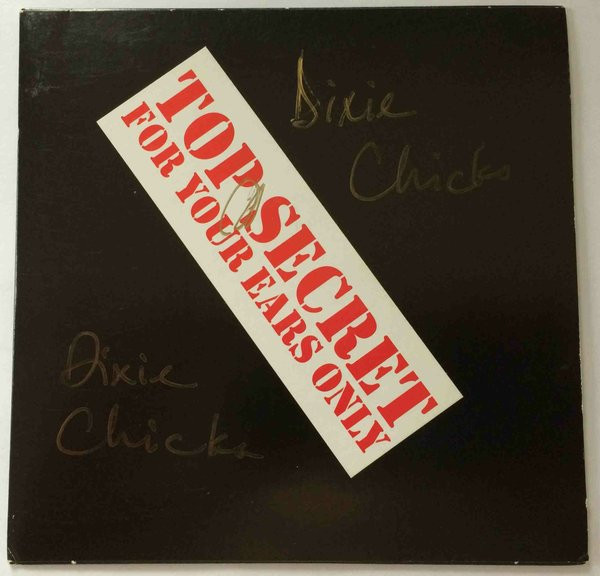 Dixie
Chicks
TOP SECRET
FOR YOUR EARS ONLY
Dixie
Chicks